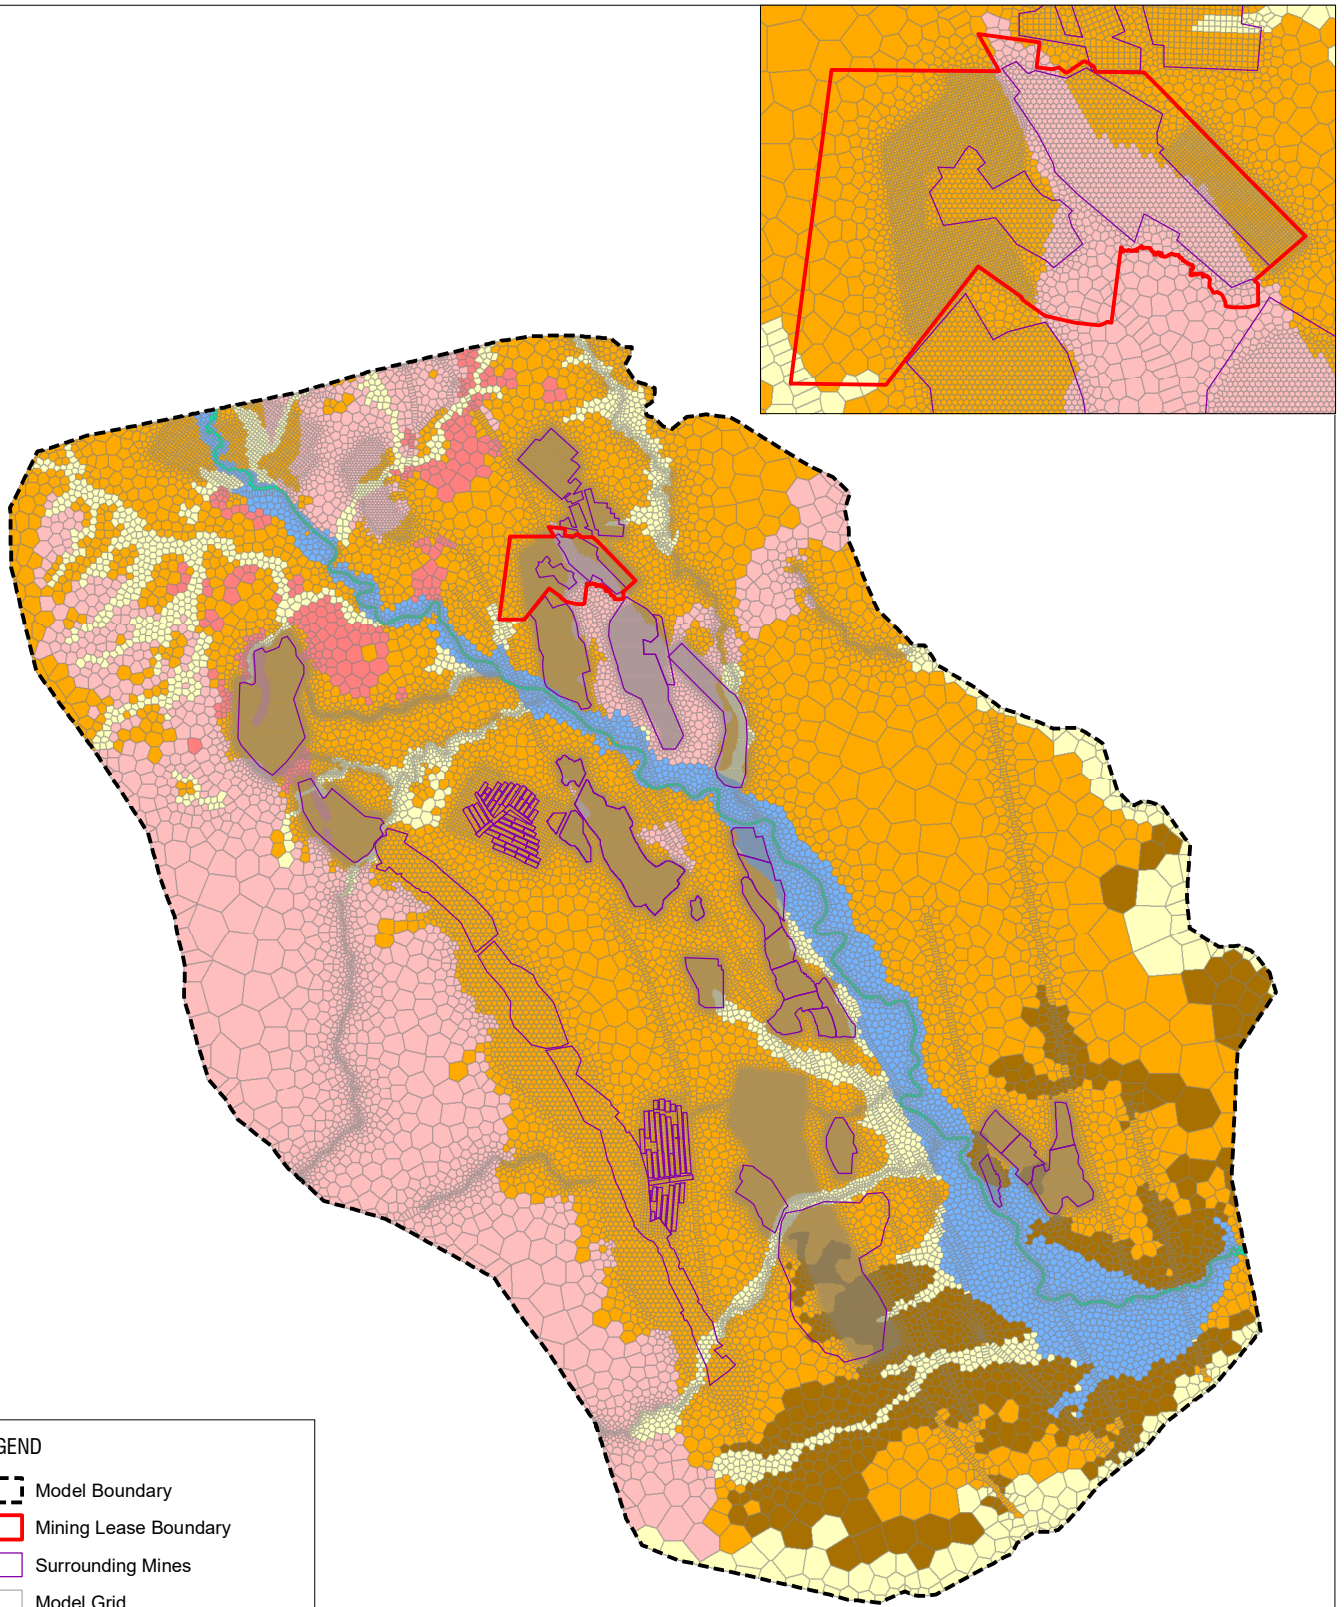 GEND
Model Boundary
Mining Lease Boundary
Surrounding Mines
Model Grid